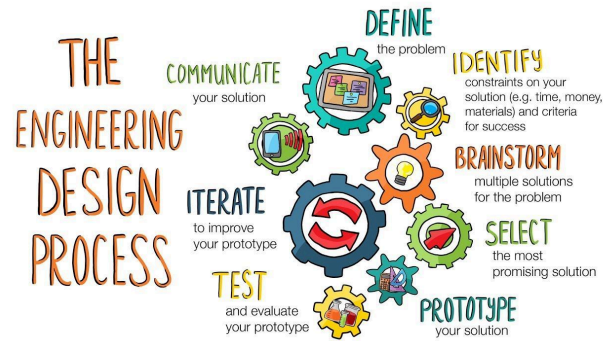 THE
ENGINEERING
DESIGN
PROCESS
DEFINE
the problem
IDENTIFY
constraints on your
solution (e.g. time, money,
materials) and criteria
for success
BRAINSTORM
multiple solutions
for the problem
SELECT
the most
promising solution
PROTOTYPE
your solution
TEST
and evaluate
your prototype
ITERATE
to improve
your prototype
COMMUNICATE
your solution